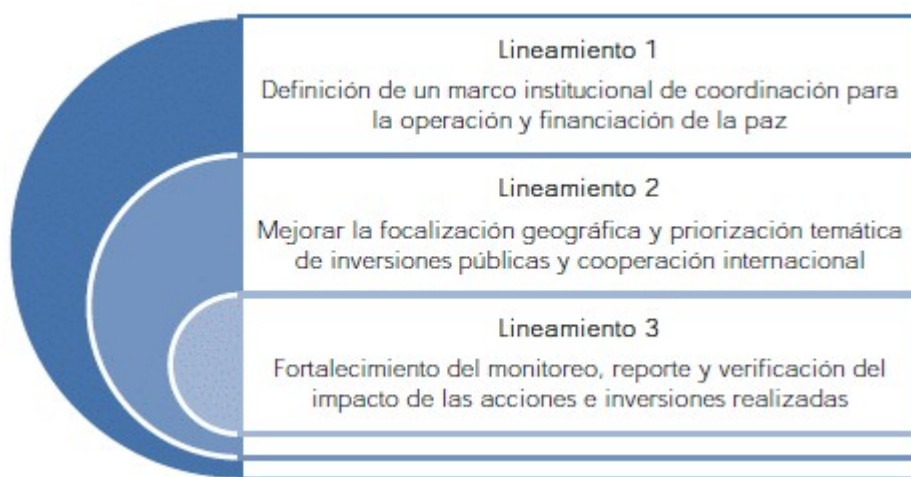 Lineamiento 1
Definición de un marco institucional de coordinación para
la operación y financiación de la paz
Lineamiento 2
Mejorar la focalización geográfica y priorización temática
de inversiones públicas y cooperación internacional
Lineamiento 3
Fortalecimiento del monitoreo, reporte y verificación del
impacto de las acciones e inversiones realizadas